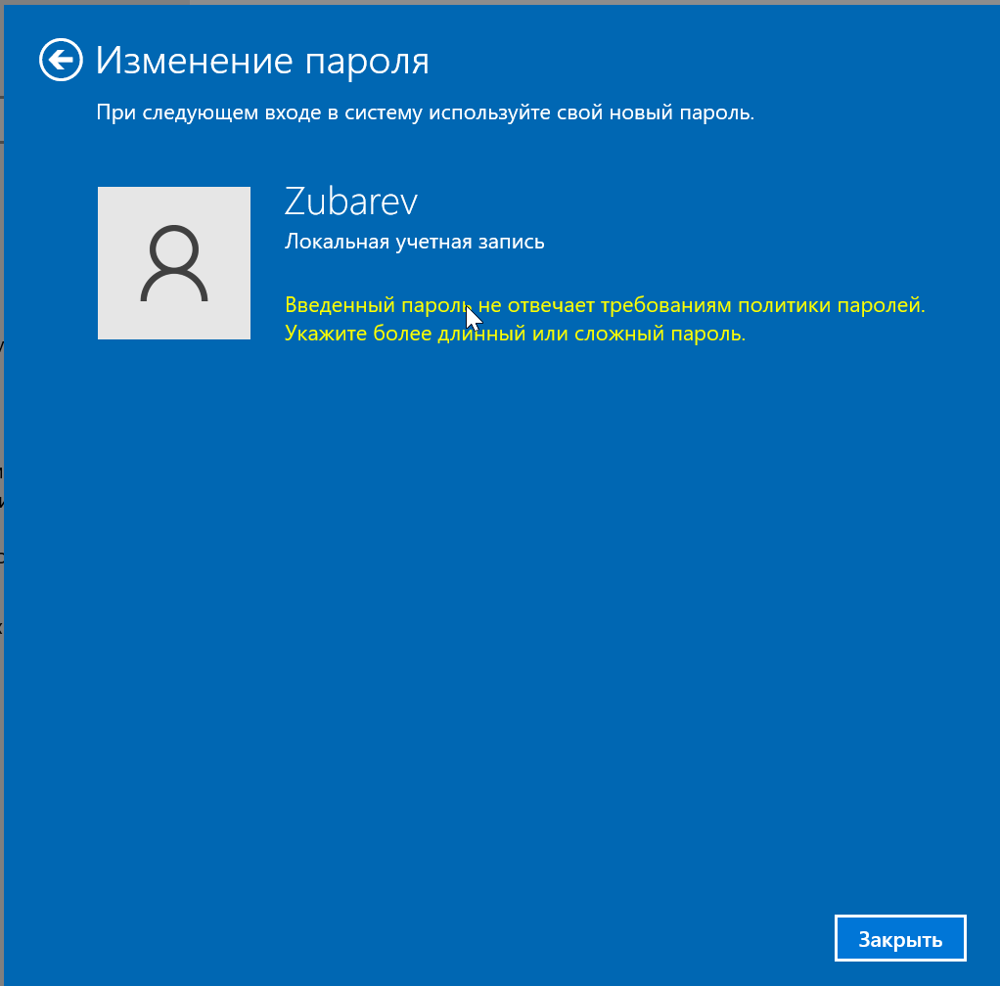 Изменение пароля
При следующем входе в систему используйте свой новый пароль.
Zubarev
Локальная учетная запись
Введенный пароль не отвечает требованиям политики паролей.
Укажите более длинный или сложный пароль.
Закрыть